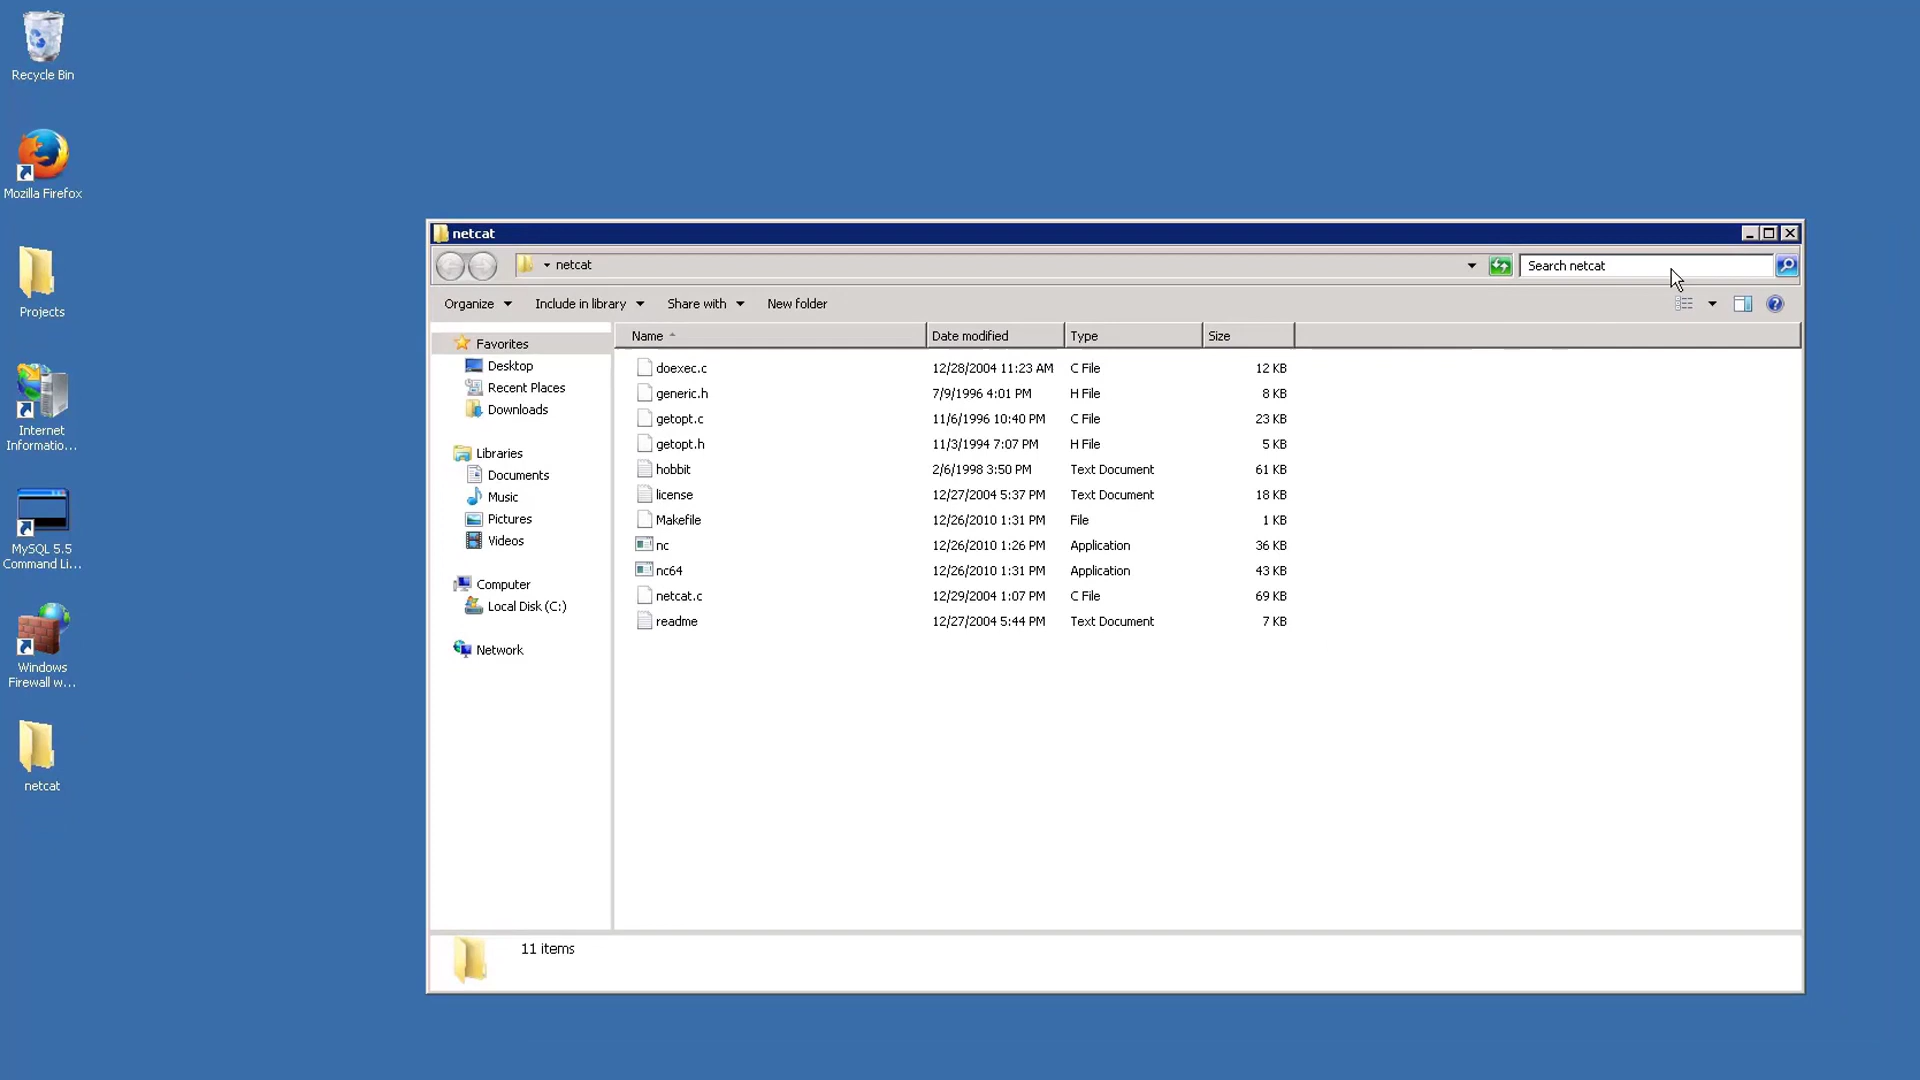 Recycle Bin
Mozilla Firefox
Projects
Internet
Informatio...
MySQL 5.5
Command Li...
Windows
Firewall w...
netcat
netcat
netcat
Search netcat
Organize
Include in library
Share with
New folder
Favorites
Desktop
Recent Places
Downloads
Libraries
Documents
Music
Pictures
Videos
Computer
Local Disk (C:)
Network
Name Date modified Type Size
doexec.c 12/28/2004 11:23 AM C File 12 KB
generic.h 7/9/1996 4:01 PM H File 8 KB
getopt.c 11/6/1996 10:40 PM C File 23 KB
getopt.h 11/3/1994 7:07 PM H File 5 KB
hobbit 2/6/1998 3:50 PM Text Document 61 KB
license 12/27/2004 5:37 PM Text Document 18 KB
Makefile 12/26/2010 1:31 PM File 1 KB
nc 12/26/2010 1:26 PM Application 36 KB
nc64 12/26/2010 1:31 PM Application 43 KB
netcat.c 12/29/2004 1:07 PM C File 69 KB
readme 12/27/2004 5:44 PM Text Document 7 KB
11 items